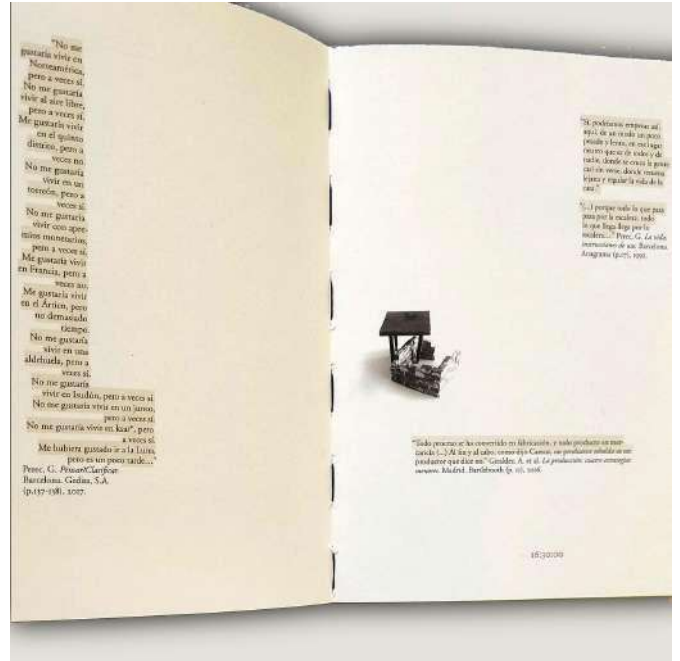 "No me
gustaría vivir en
Norteamérica,
pero a veces sí.
No me gustaría
vivir al aire libre,
pero a veces sí.
Me gustaría vivir
en el quinto
distrito, pero a
veces no.
No me gustaría
vivir en un
torreón, pero a
veces sí.
No me gustaría
vivir con apre-
mios monetarios,
pero a veces sí.
Me gustaría vivir
en Francia, pero a
veces no.
Me gustaría vivir
en el Ártico, pero
no demasiado
tiempo.
No me gustaría
vivir en una
aldehuela, pero a
veces sí.
No me gustaría
vivir en Issudún, pero a veces sí
No me gustaría vivir en un junco,
pero a veces sí.
No me gustaría vivir en ksar*, pero
a veces sí.
Me hubiera gustado ir a la Luna,
pero es un poco tarde..."
Perec, G. Pensar/Clasificar.
Barcelona. Gedisa, S.A.
(p.137-138), 2007.
"Sí, podríamos empezar así,
aquí, de un modo un poco
pesado y lento, en ese lugar
neutro que es de todos y de
nadie, donde se cruza la gente
casi sin verse, donde resuena
lejana y regular la vida de la
casa."
"(...) porque todo lo que pasa
pasa por la escalera, todo
lo que llega llega por la
escalera..." Perec, G. La vida
instrucciones de uso. Barcelona.
Anagrama (p.17), 1992.
"Todo proceso se ha convertido en fabricación, y todo producto en mer-
cancía (...) Al fin y al cabo, como dijo Camus, un productor rebelde es un
productor que dice no." Giráldez, A. et al. La producción: cuatro estrategias
menores. Madrid. Bartlebooth (p. 11), 2016.
16:30:00